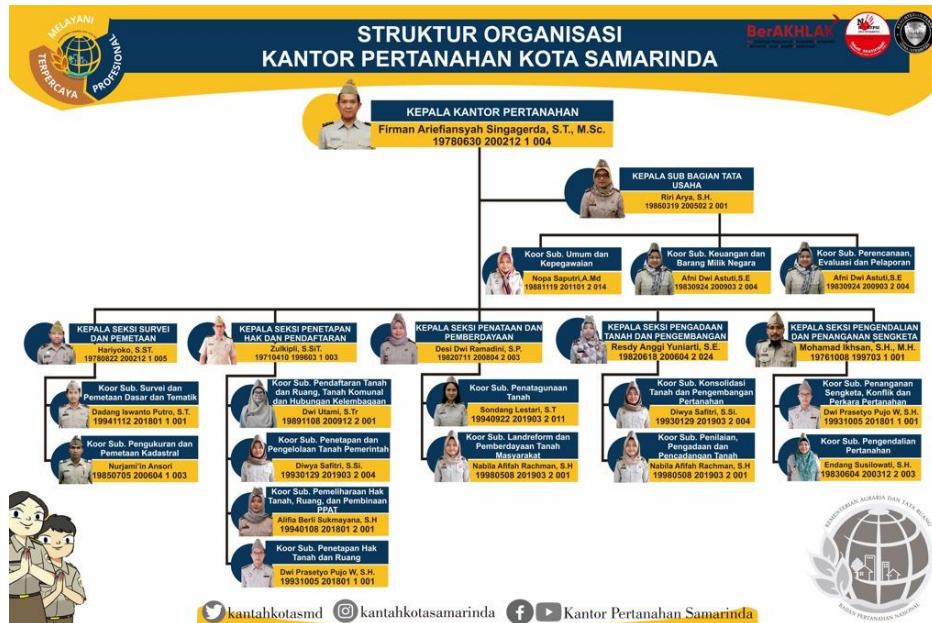 MELAYANI
PROFESIONAL
TERPERCAYA
STRUKTUR ORGANISASI
KANTOR PERTANAHAN KOTA SAMARINDA
BerAKHLAK
KEPALA KANTOR PERTANAHAN
Firman Ariefiansyah Singagerda, S.T., M.Sc.
19780630 200212 1 004
KEPALA SUB BAGIAN TATA
USAHA
Riri Arya, S.H.
19860319 200502 2 001
Koor Sub. Umum dan
Kepegawaian
Nopa Saputri,A.Md
19881119 201101 2 014
Koor Sub. Keuangan dan
Barang Milik Negara
Afni Dwi Astuti,S.E
19830924 200903 2 004
Koor Sub. Perencanaan,
Evaluasi dan Pelaporan
Afni Dwi Astuti,S.E
19830924 200903 2 004
KEPALA SEKSI SURVEI
DAN PEMETAAN
Hariyoko, S.ST.
19780822 200212 1 005
KEPALA SEKSI PENETAPAN
HAK DAN PENDAFTARAN
Zulkipli, S.SiT.
19710410 199603 1 003
KEPALA SEKSI PENATAAN DAN
PEMBERDAYAAN
Desi Dwi Ramadini, S.P.
19820711 200804 2 003
KEPALA SEKSI PENGADAAN
TANAH DAN PENGEMBANGAN
Resdy Anggi Yuniarti, S.E.
19820618 200604 2 024
KEPALA SEKSI PENGENDALIAN
DAN PENANGANAN SENGKETA
Mohamad Ikhsan, S.H., M.H.
19761008 199703 1 001
Koor Sub. Survei dan
Pemetaan Dasar dan Tematik
Dadang Iswanto Putro, S.T.
19941112 201801 1 001
Koor Sub. Pengukuran dan
Pemetaan Kadastral
Nurjami'in Ansori
19850705 200604 1 003
Koor Sub. Pendaftaran Tanah
dan Ruang, Tanah Komunal
dan Hubungan Kelembagaan
Dwi Utami, S.Tr
19891108 200912 2 001
Koor Sub. Penetapan dan
Pengelolaan Tanah Pemerintah
Diwya Safitri, S.Si.
19930129 201903 2 004
Koor Sub. Pemeliharaan Hak
Tanah, Ruang, dan Pembinaan
PPAT
Alifia Berli Sukmayana, S.H
19940108 201801 2 001
Koor Sub. Penetapan Hak
Tanah dan Ruang
Dwi Prasetyo Pujo W, S.H.
19931005 201801 1 001
Koor Sub. Penatagunaan
Tanah
Sondang Lestari, S.T
19940922 201903 2 011
Koor Sub. Landreform dan
Pemberdayaan Tanah
Masyarakat
Nabila Afifah Rachman, S.H
19980508 201903 2 001
Koor Sub. Konsolidasi
Tanah dan Pengembangan
Pertanahan
Diwya Safitri, S.Si.
19930129 201903 2 004
Koor Sub. Penilaian,
Pengadaan dan
Pencadangan Tanah
Nabila Afifah Rachman, S.H
19980508 201903 2 001
Koor Sub. Penanganan
Sengketa, Konflik dan
Perkara Pertanahan
Dwi Prasetyo Pujo W, S.H.
19931005 201801 1 001
Koor Sub. Pengendalian
Pertanahan
Endang Susilowati, S.H.
19830604 200312 2 003
KEMENTERIAN AGRARIA DAN TATA RUANG
BADAN PERTANAHAN NASIONAL
kantahkotasmd
kantahkotasamarinda
Kantor Pertanahan Samarinda